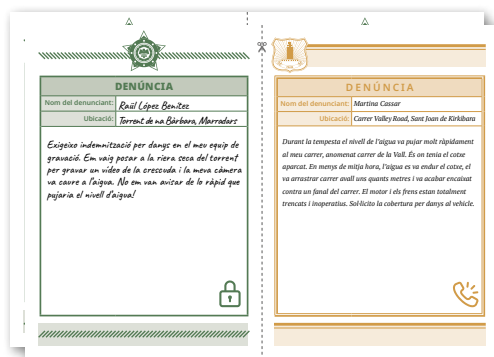 DENÚNCIA
Nom del denunciant: Raül López Benítez
Ubicació: Torrent de na Bàrbara, Marradars
Exigeixo indemnització per danys en el meu equip de
gravació. Em vaig posar a la riera seca del torrent
per gravar un vídeo de la crescuda i la meva càmera
va caure a l'aigua. No em van avisar de lo ràpid que
pujaria el nivell d'aigua!
DENÚNCIA
Nom del denunciant: Martina Cassar
Ubicació: Carrer Valley Road, Sant Joan de Kirkibara
Durant la tempesta el nivell de l'aigua va pujar molt ràpidament
al meu carrer, anomenat carrer de la Vall. És on tenia el cotxe
aparcat. En menys de mitja hora, l'aigua es va endur el cotxe, el
va arrastrar carrer avall uns quants metres i va acabar encaixat
contra un fanal del carrer. El motor i els frens estan totalment
trencats i inoperatius. Sol·licito la cobertura per danys al vehicle.